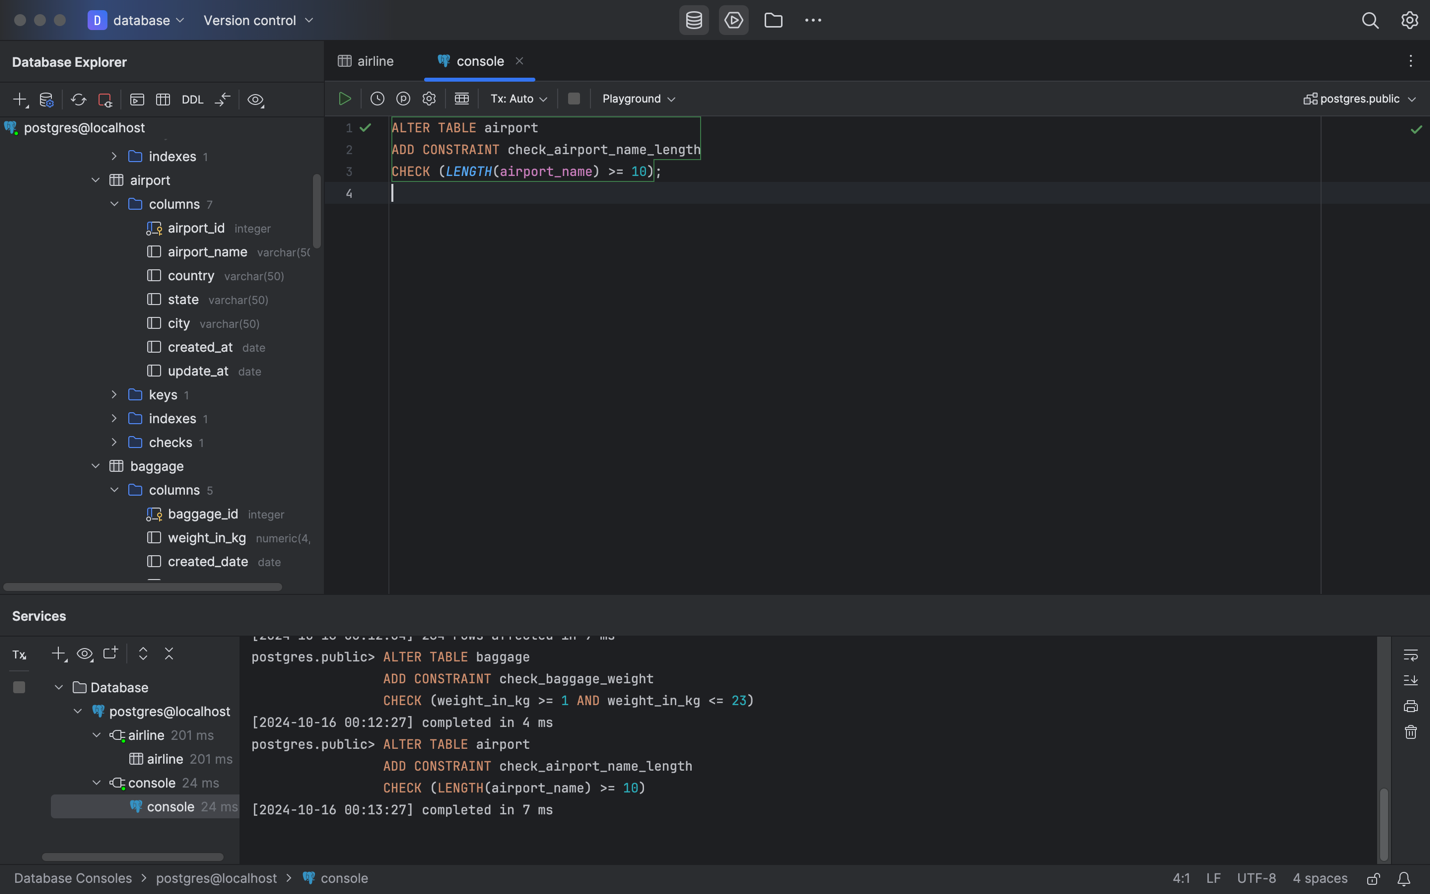 D database Version control
Database Explorer
airline
console
DDL
Tx: Auto
Playground
postgres.public
postgres@localhost
indexes 1
airport
columns 7
airport_id integer
airport_name varchar(50
country varchar(50)
state varchar(50)
city varchar(50)
created_at date
update_at date
keys 1
indexes 1
checks 1
baggage
columns 5
baggage_id integer
weight_in_kg numeric(4,
created_date date
1 ALTER TABLE airport
2 ADD CONSTRAINT check_airport_name_length
3 CHECK (LENGTH(airport_name) >= 10);
4
Services
Tx
Database
postgres@localhost
airline 201 ms
airline 201 ms
console 24 ms
console 24 ms
postgres.public> ALTER TABLE baggage
ADD CONSTRAINT check_baggage_weight
CHECK (weight_in_kg >= 1 AND weight_in_kg <= 23)
[2024-10-16 00:12:27] completed in 4 ms
postgres.public> ALTER TABLE airport
ADD CONSTRAINT check_airport_name_length
CHECK (LENGTH(airport_name) >= 10)
[2024-10-16 00:13:27] completed in 7 ms
Database Consoles > postgres@localhost > console
4:1 LF UTF-8 4 spaces